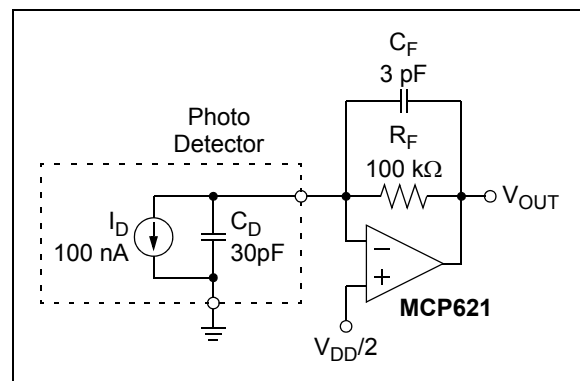 C_F
3 pF
Photo
Detector
R_F
100 kΩ
V_OUT
I_D
100 nA
C_D
30pF
−
+
MCP621
V_DD/2